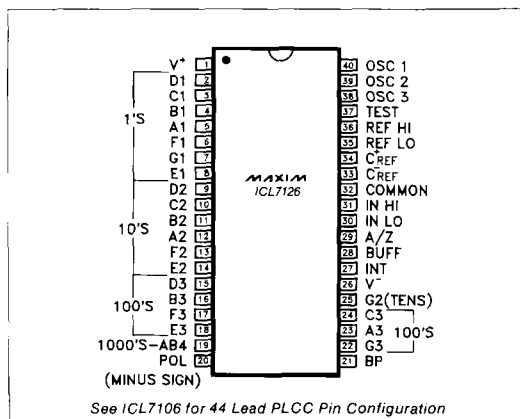 V+ 1 40 OSC 1
D1 2 39 OSC 2
C1 3 38 OSC 3
B1 4 37 TEST
1'S A1 5 36 REF HI
F1 6 35 REF LO
G1 7 34 C+REF
E1 8 MAXIM 33 C-REF
D2 9 ICL7126 32 COMMON
C2 10 31 IN HI
10'S B2 11 30 IN LO
A2 12 29 A/Z
F2 13 28 BUFF
E2 14 27 INT
D3 15 26 V-
100'S B3 16 25 G2(TENS)
F3 17 24 C3
E3 18 23 A3 100'S
1000'S-AB4 19 22 G3
POL 20 21 BP
(MINUS SIGN)
See ICL7106 for 44 Lead PLCC Pin Configuration